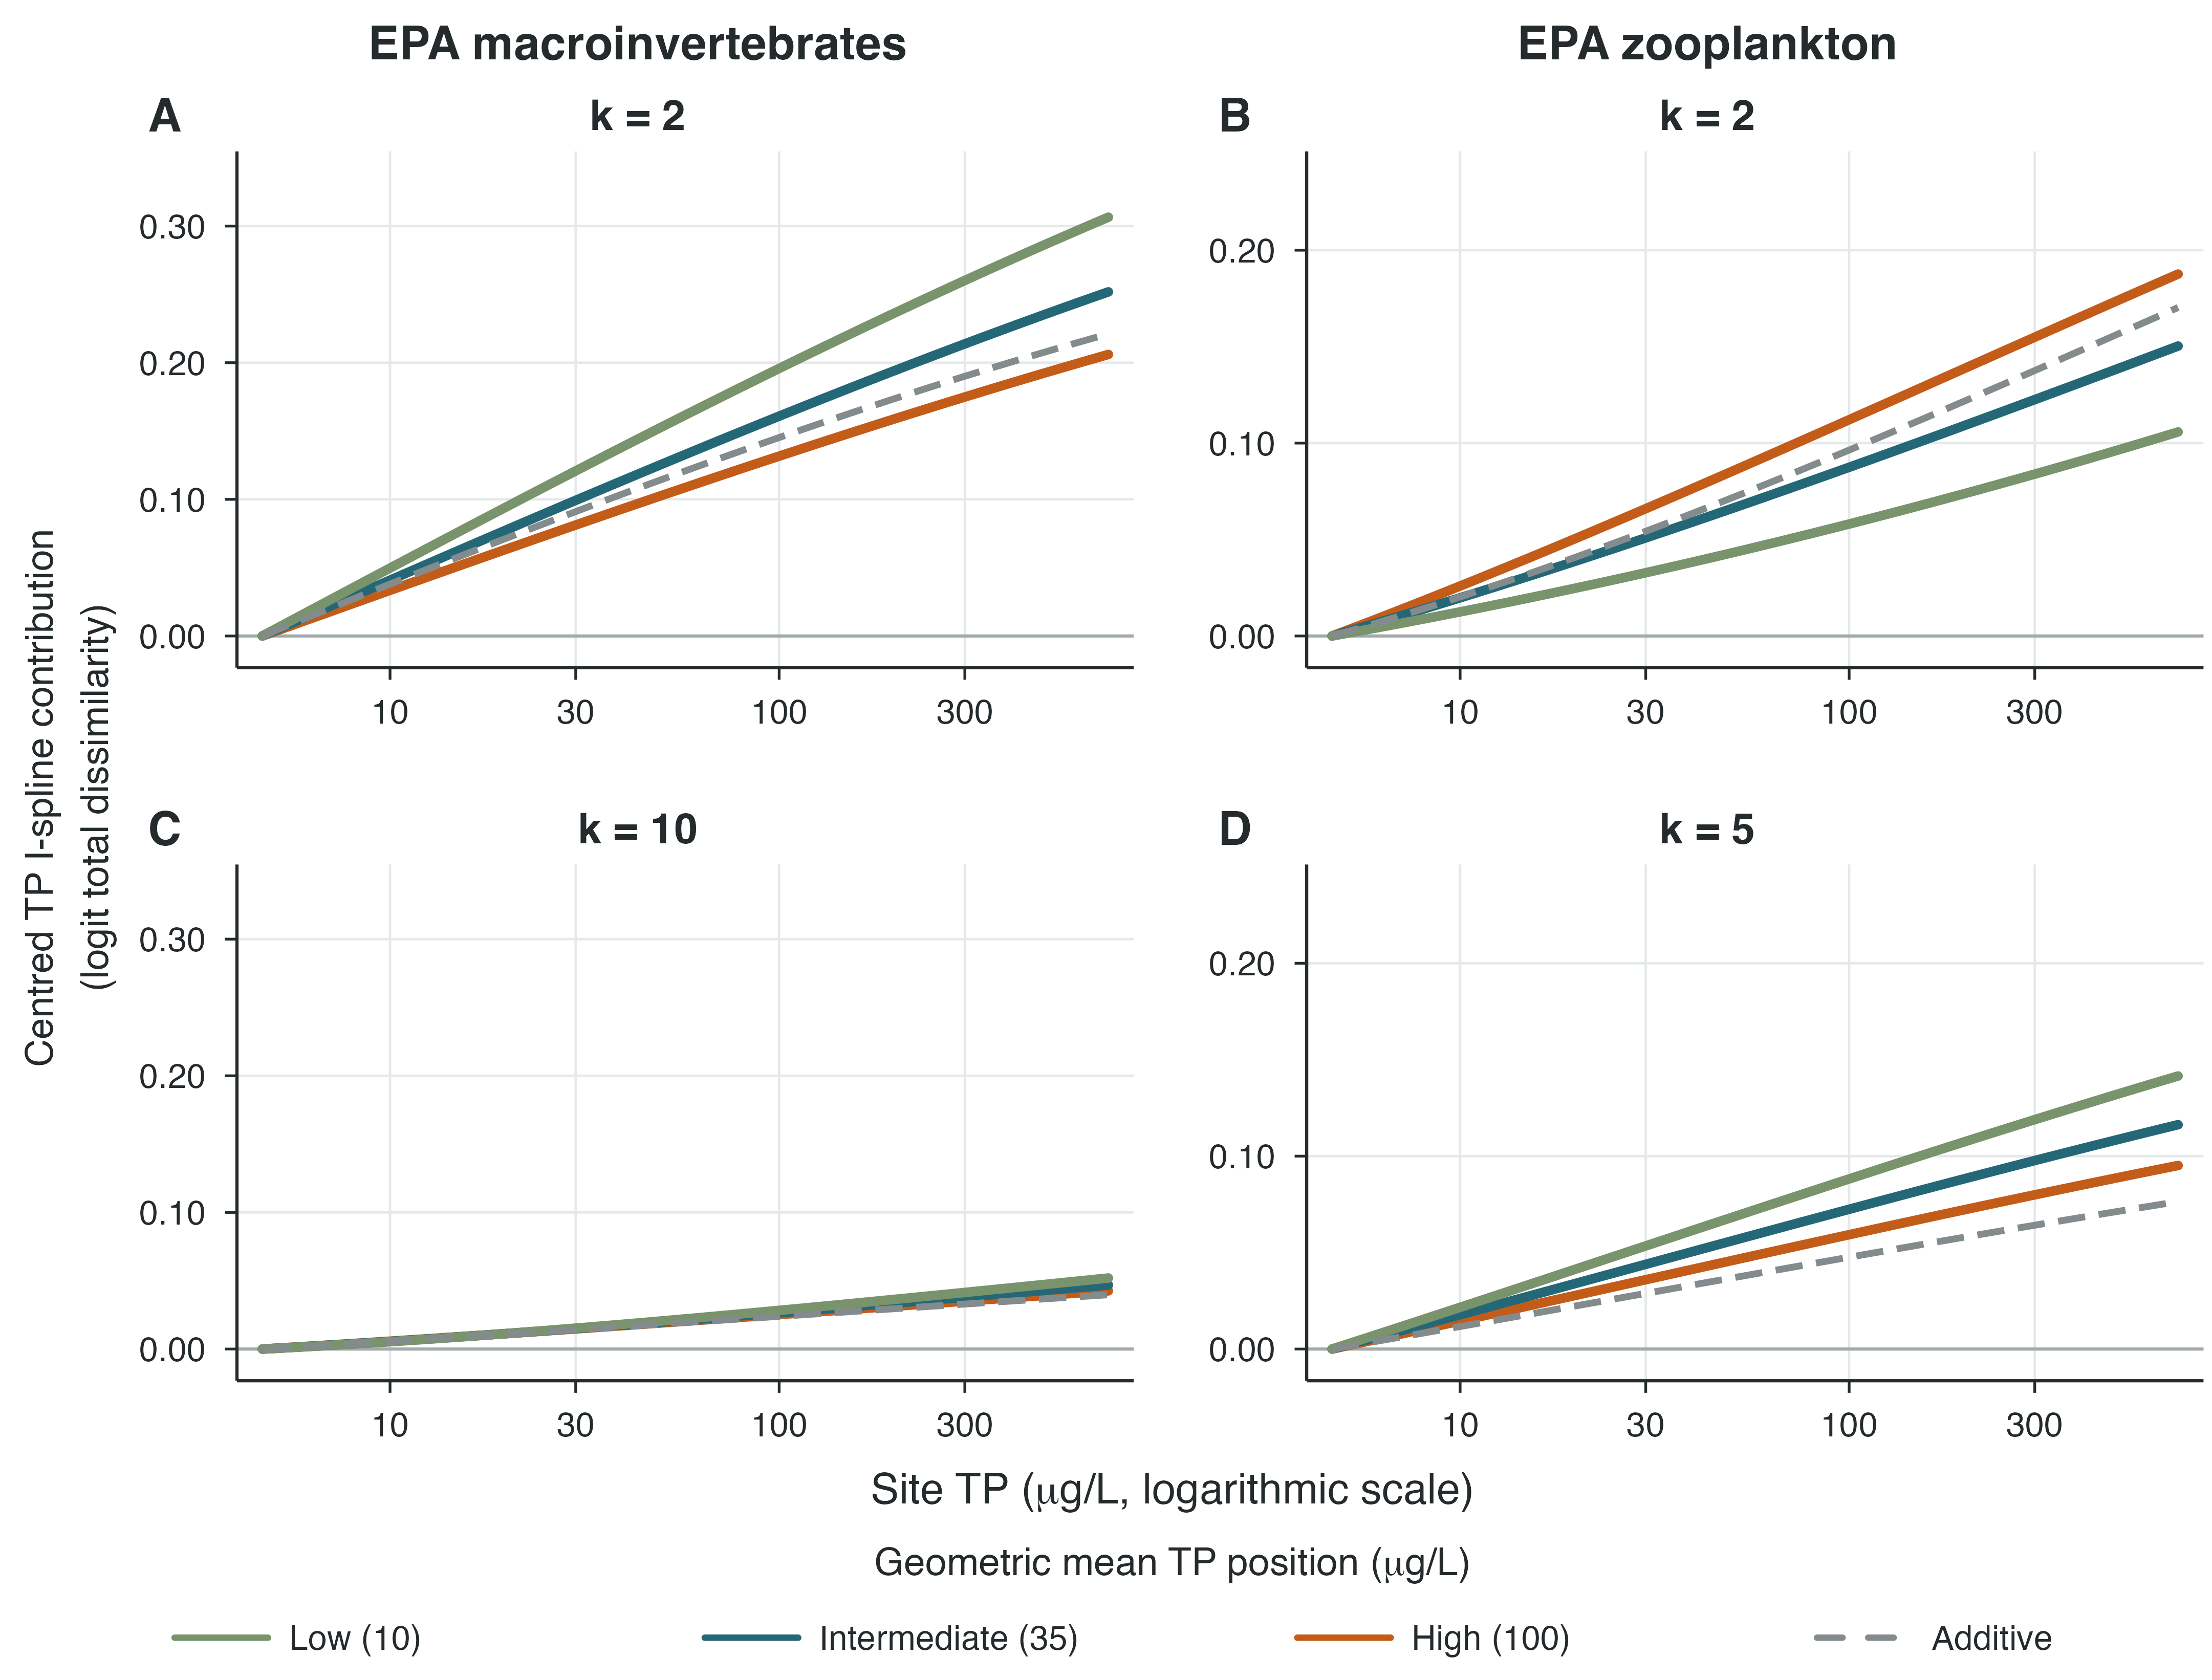 EPA macroinvertebrates
EPA zooplankton
A
k = 2
0.30
0.20
0.10
0.00
10
30
100
300
B
k = 2
0.20
0.10
0.00
10
30
100
300
Centred TP I-spline contribution
(logit total dissimilarity)
C
k = 10
0.30
0.20
0.10
0.00
10
30
100
300
D
k = 5
0.20
0.10
0.00
10
30
100
300
Site TP (μg/L, logarithmic scale)
Geometric mean TP position (μg/L)
Low (10)
Intermediate (35)
High (100)
Additive